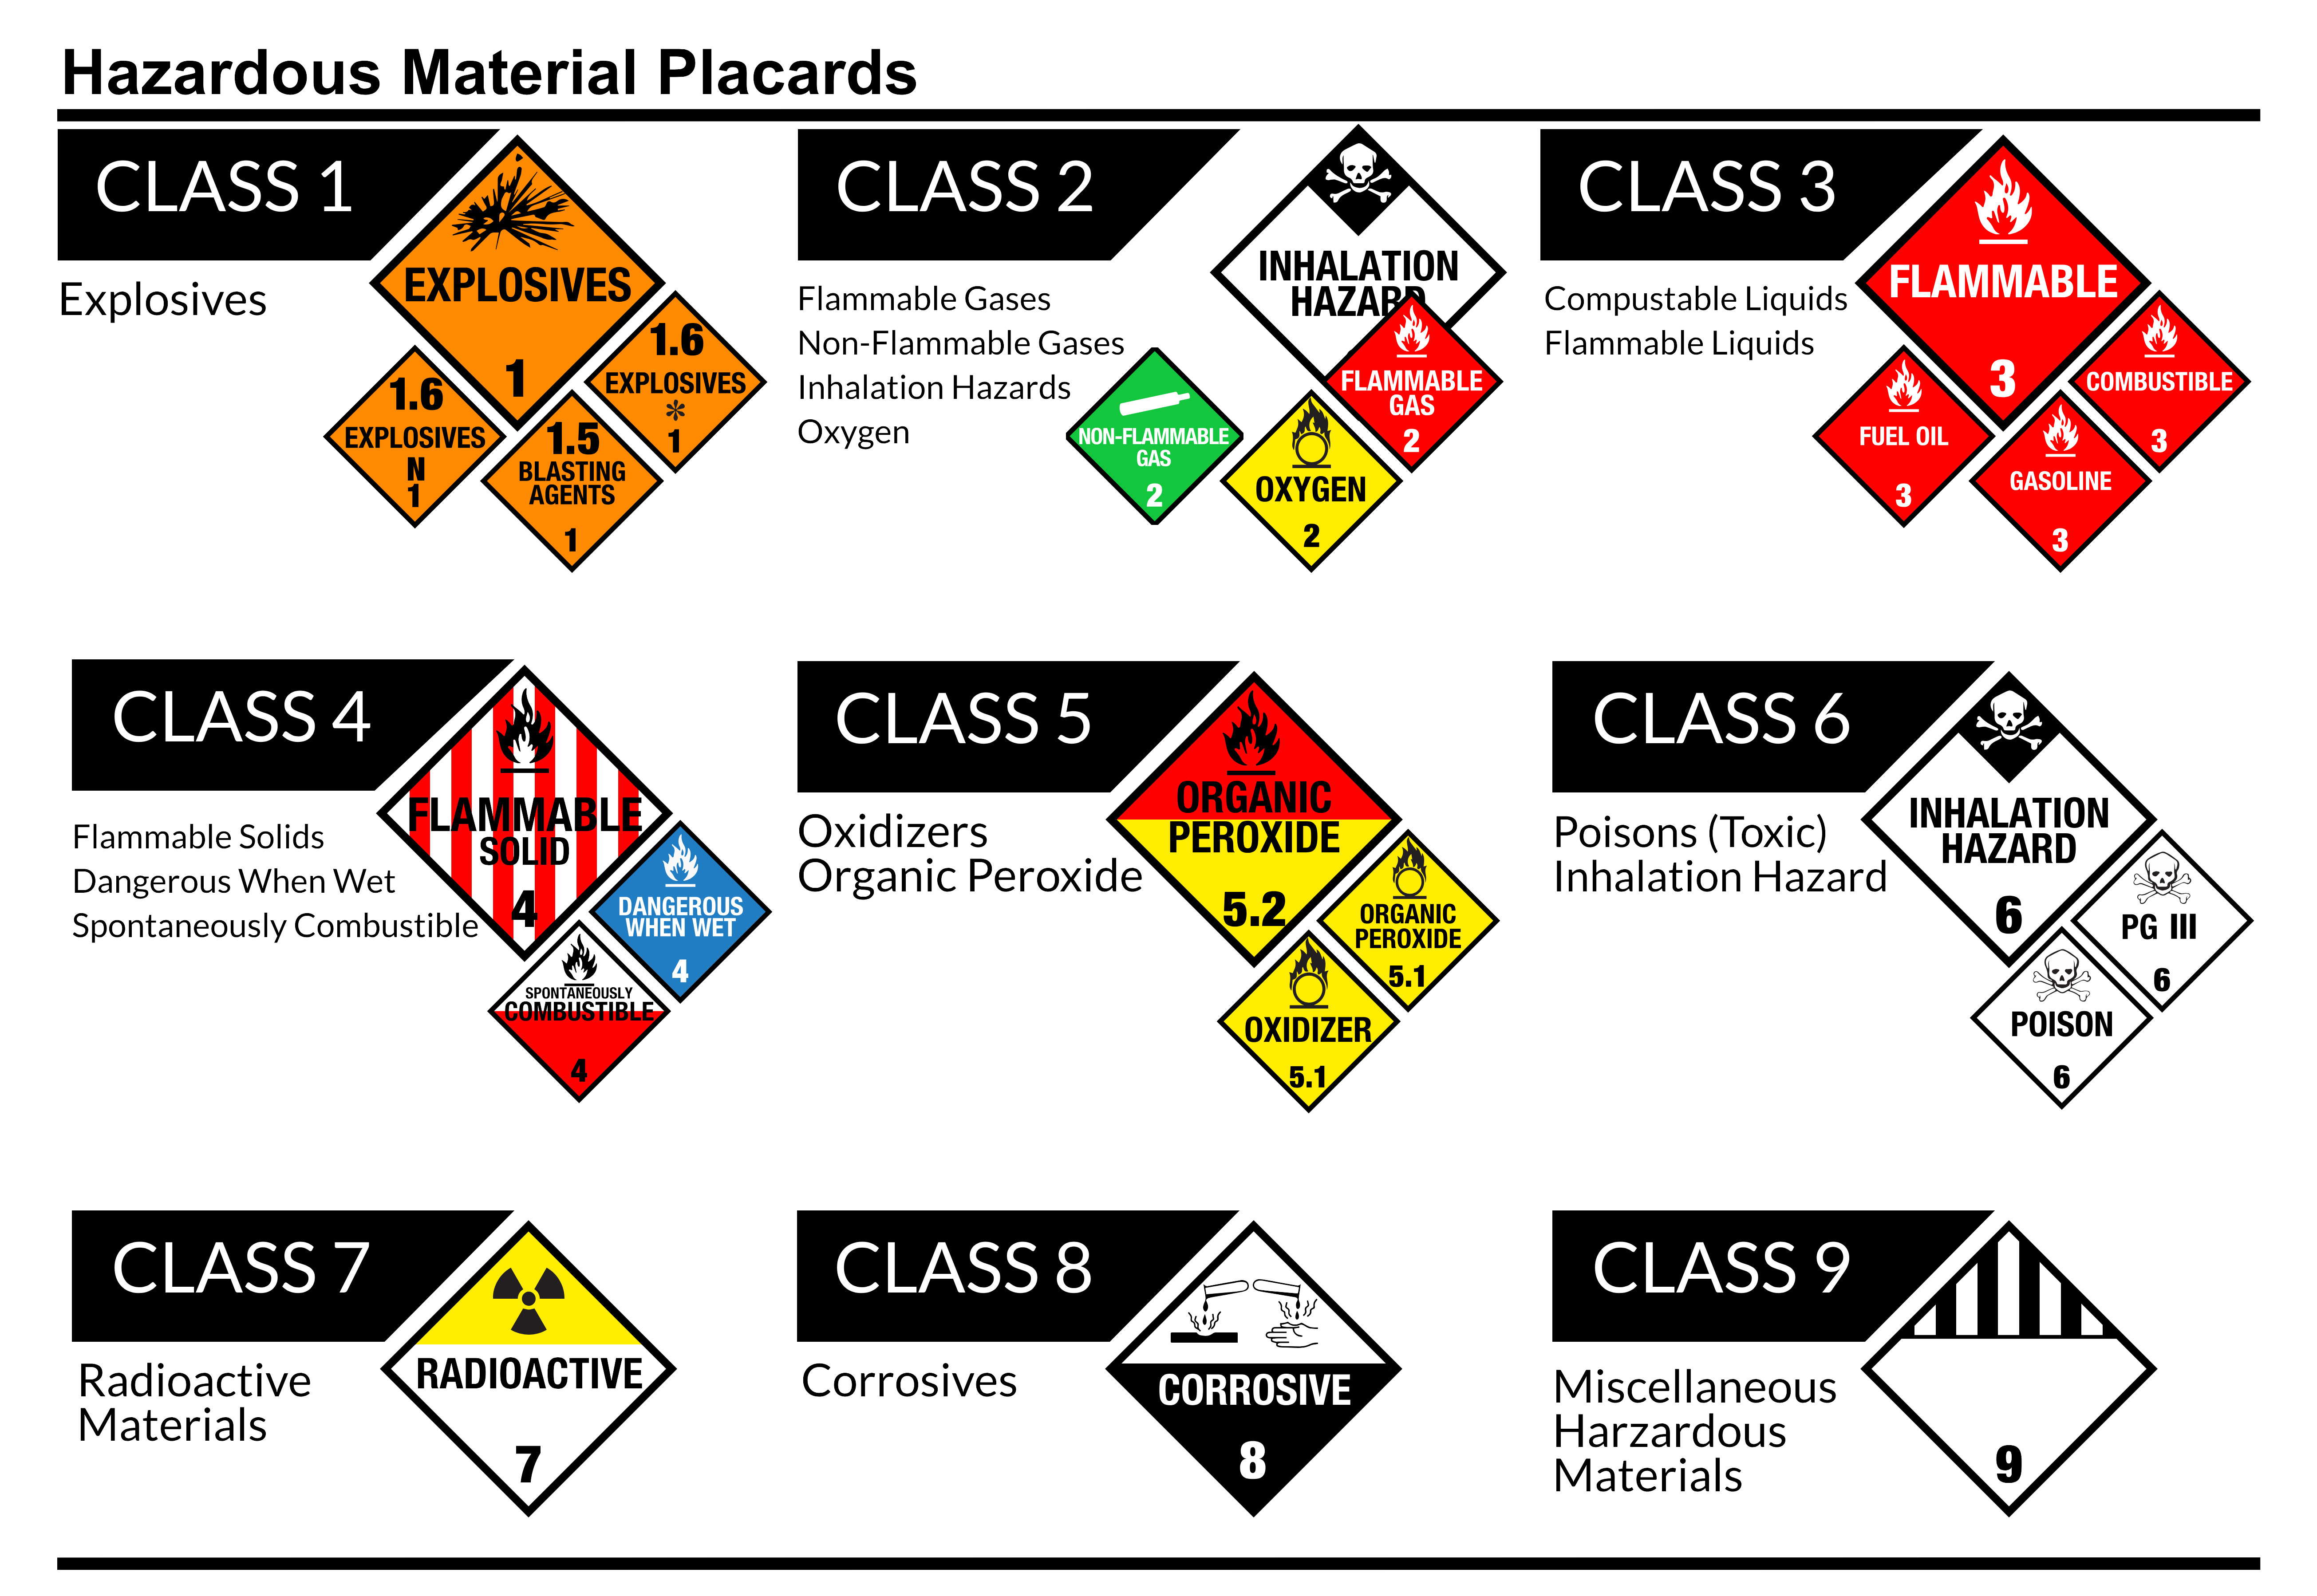 Hazardous Material Placards
CLASS 1
Explosives
EXPLOSIVES
1
1.6
EXPLOSIVES
*
1
1.6
EXPLOSIVES
N
1
1.5
BLASTING
AGENTS
1
CLASS 2
Flammable Gases
Non-Flammable Gases
Inhalation Hazards
Oxygen
INHALATION
HAZARD
FLAMMABLE
GAS
2
NON-FLAMMABLE
GAS
2
OXYGEN
2
CLASS 3
Compustable Liquids
Flammable Liquids
FLAMMABLE
3
COMBUSTIBLE
3
FUEL OIL
3
GASOLINE
3
CLASS 4
Flammable Solids
Dangerous When Wet
Spontaneously Combustible
FLAMMABLE
SOLID
4
DANGEROUS
WHEN WET
4
SPONTANEOUSLY
COMBUSTIBLE
4
CLASS 5
Oxidizers
Organic Peroxide
ORGANIC
PEROXIDE
5.2
ORGANIC
PEROXIDE
5.1
OXIDIZER
5.1
CLASS 6
Poisons (Toxic)
Inhalation Hazard
INHALATION
HAZARD
6
PG III
6
POISON
6
CLASS 7
Radioactive
Materials
RADIOACTIVE
7
CLASS 8
Corrosives
CORROSIVE
8
CLASS 9
Miscellaneous
Harzardous
Materials
9